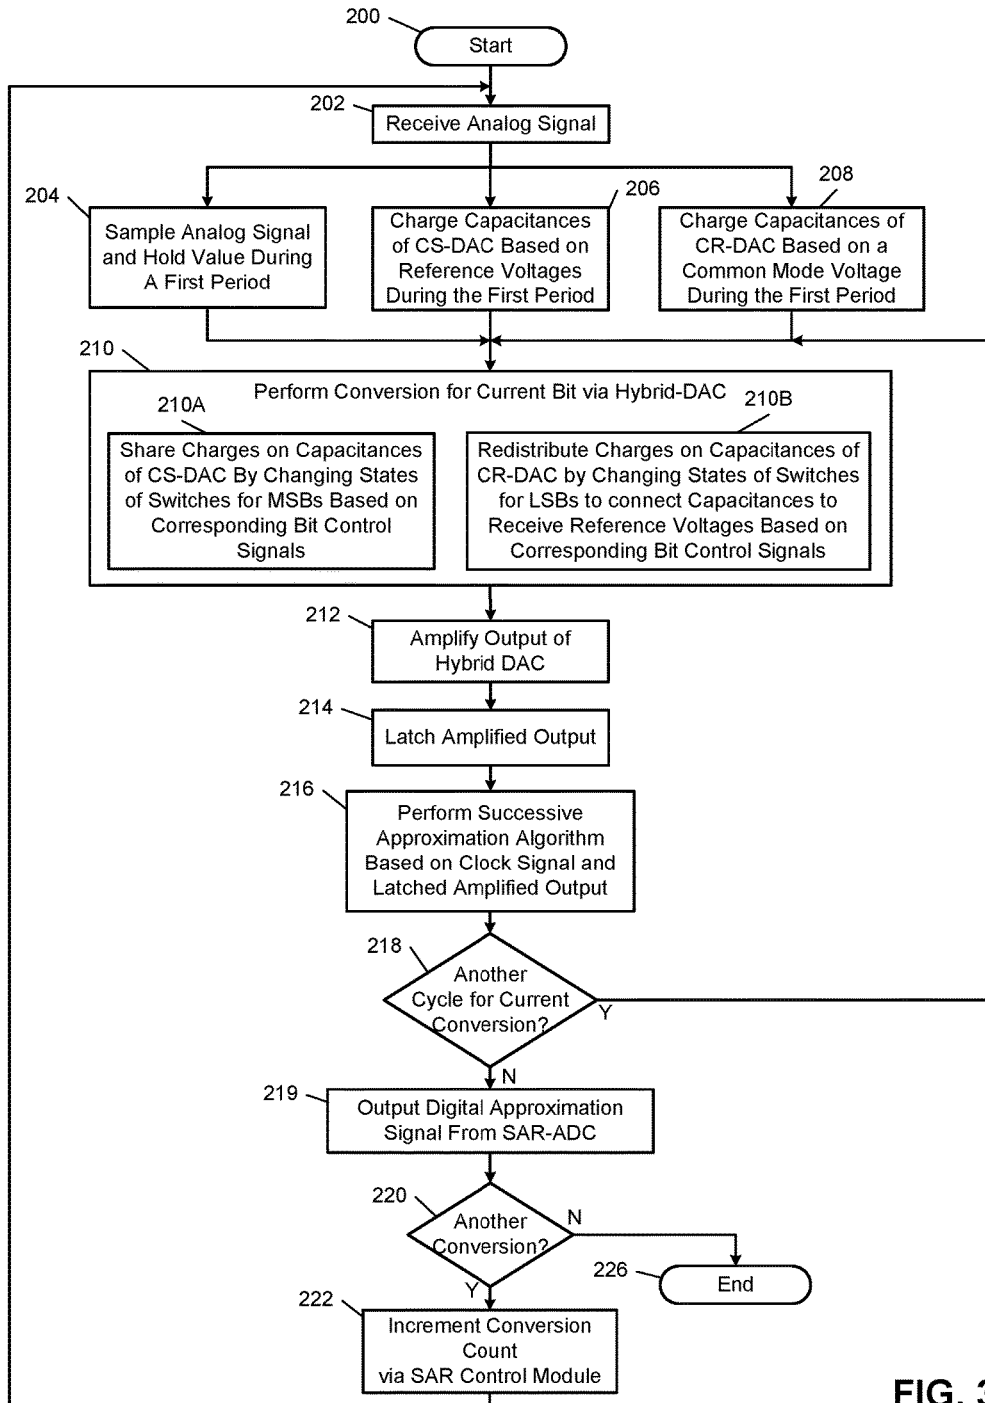 200
Start
202
Receive Analog Signal
204
206
208
Sample Analog Signal
and Hold Value During
A First Period
Charge Capacitances
of CS-DAC Based on
Reference Voltages
During the First Period
Charge Capacitances of
CR-DAC Based on a
Common Mode Voltage
During the First Period
210
Perform Conversion for Current Bit via Hybrid-DAC
210A
210B
Share Charges on Capacitances
of CS-DAC By Changing States
of Switches for MSBs Based on
Corresponding Bit Control
Signals
Redistribute Charges on Capacitances of
CR-DAC by Changing States of Switches
for LSBs to connect Capacitances to
Receive Reference Voltages Based on
Corresponding Bit Control Signals
212
Amplify Output of
Hybrid DAC
214
Latch Amplified Output
216
Perform Successive
Approximation Algorithm
Based on Clock Signal and
Latched Amplified Output
218
Another
Cycle for Current
Conversion?
Y
N
219
Output Digital Approximation
Signal From SAR-ADC
220
Another
Conversion?
N
Y
226
End
222
Increment Conversion
Count
via SAR Control Module
FIG. 3